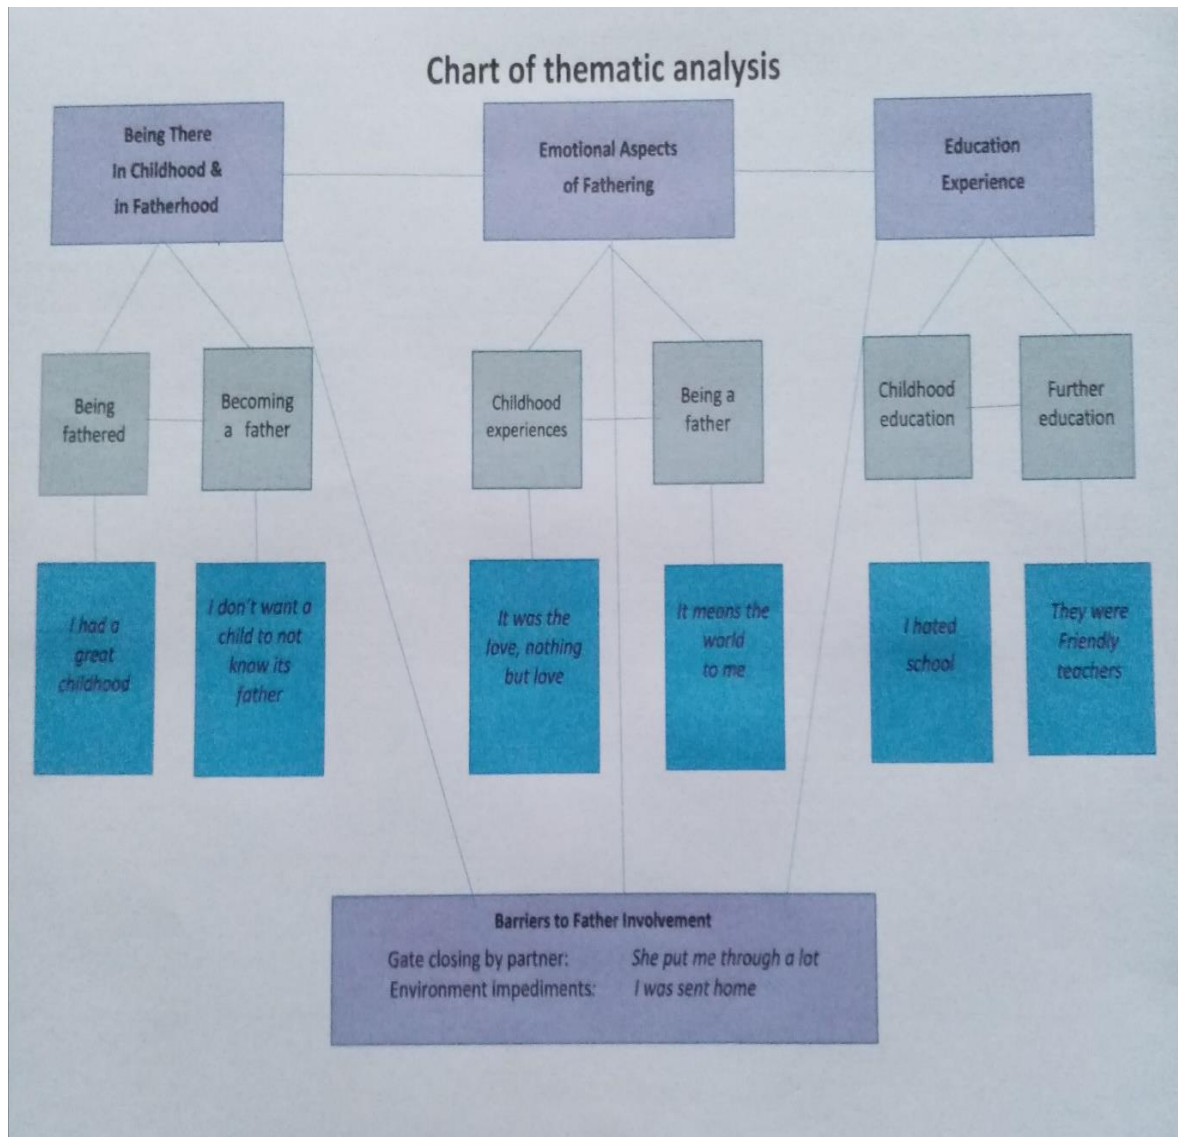 Chart of thematic analysis
Being There
In Childhood &
in Fatherhood
Emotional Aspects
of Fathering
Education
Experience
Being
fathered
Becoming
a father
Childhood
experiences
Being a
father
Childhood
education
Further
education
I had a
great
childhood
I don't want a
child to not
know its
father
It was the
love, nothing
but love
It means the
world
to me
I hated
school
They were
Friendly
teachers
Barriers to Father Involvement
Gate closing by partner: She put me through a lot
Environment impediments: I was sent home